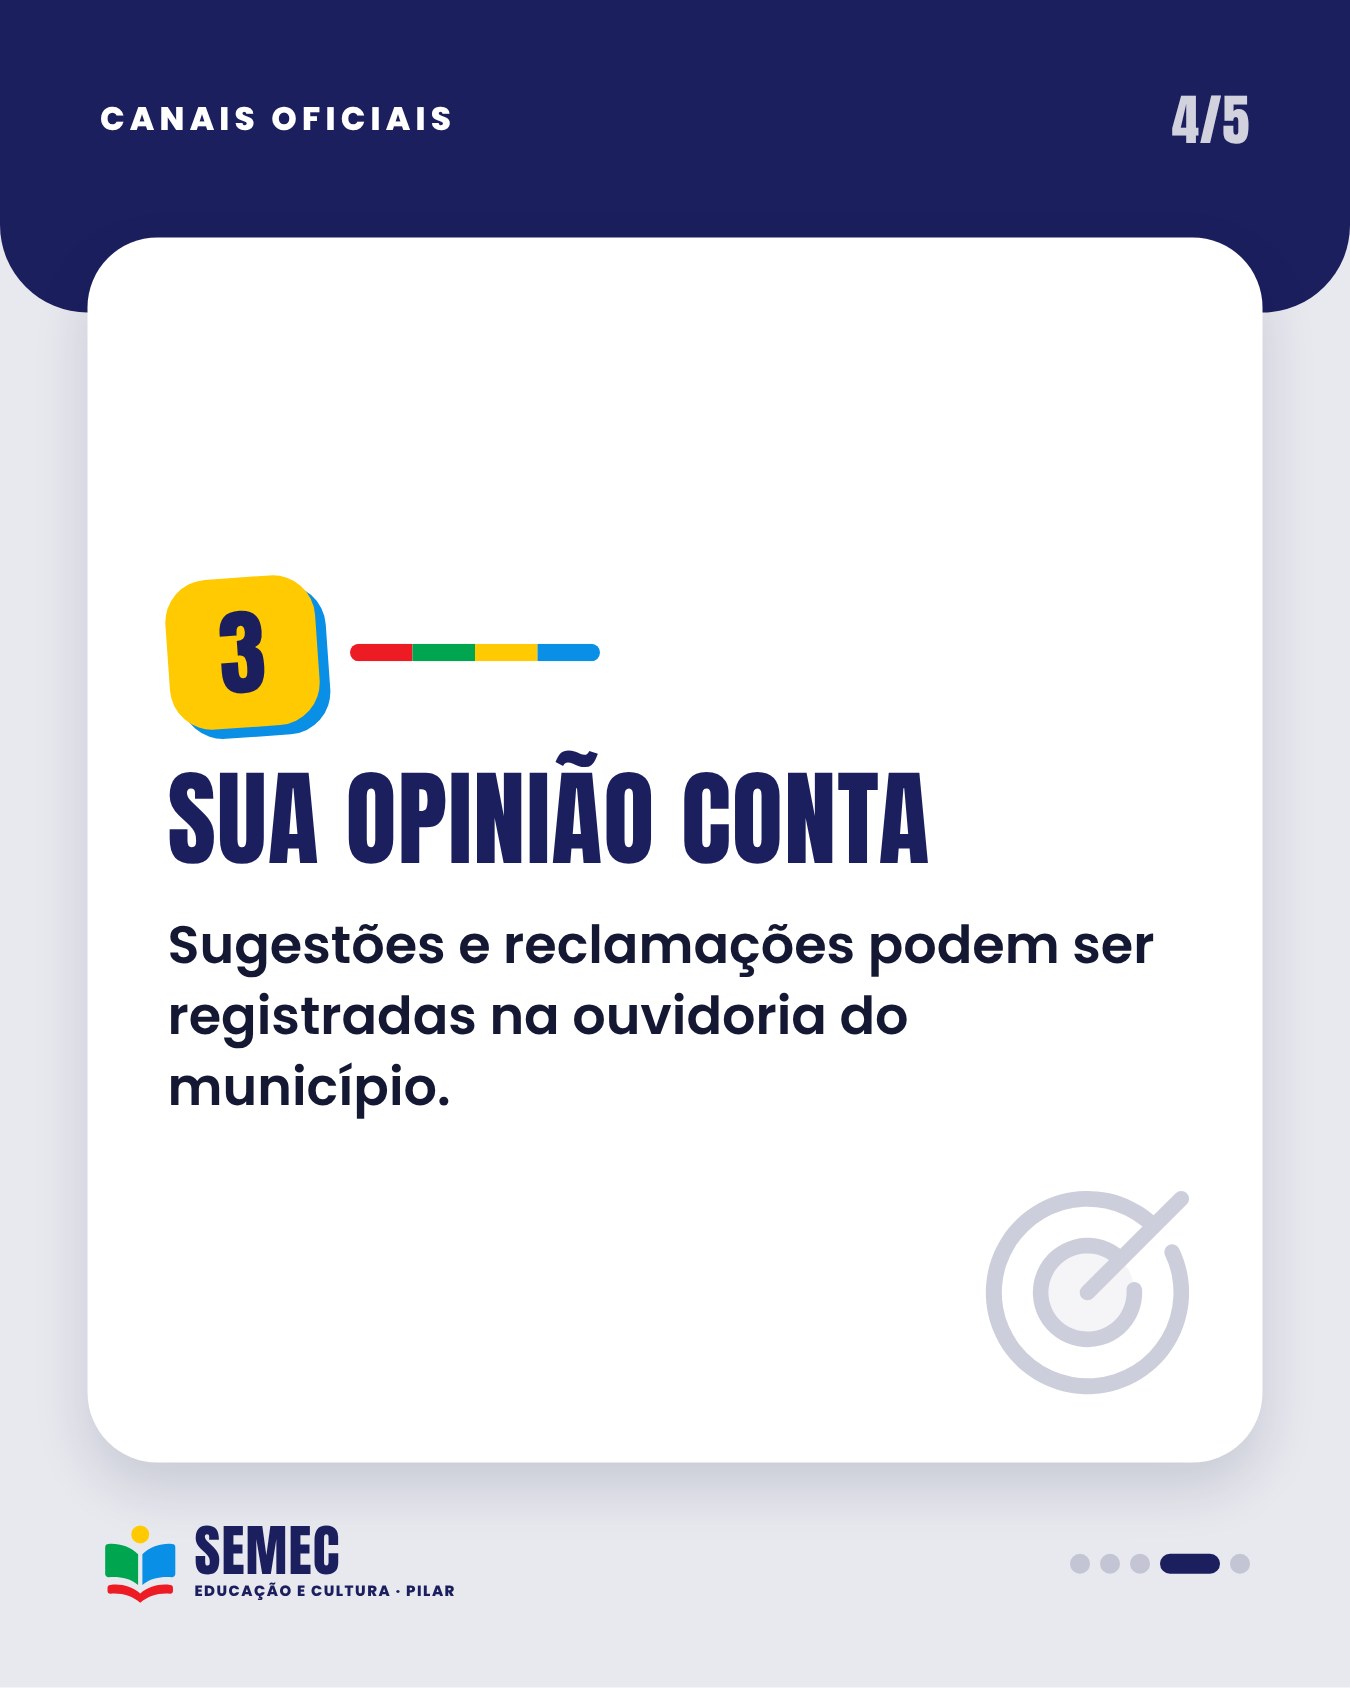 CANAIS OFICIAIS
4/5
3
SUA OPINIÃO CONTA
Sugestões e reclamações podem ser
registradas na ouvidoria do
município.
SEMEC
EDUCAÇÃO E CULTURA · PILAR